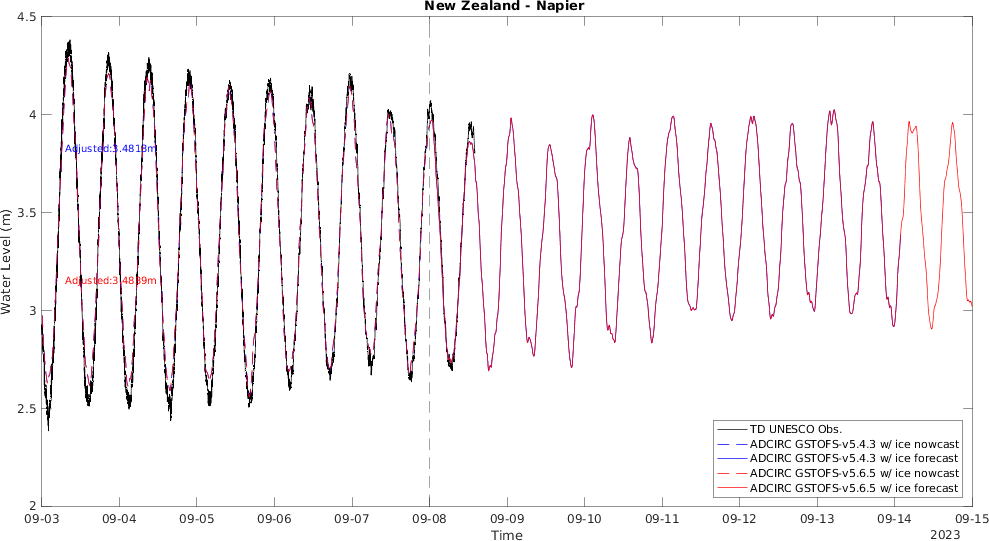 New Zealand - Napier
4.5
4
3.5
3
2.5
2
Water Level (m)
Adjusted:3.4813m
Adjusted:3.4839m
TD UNESCO Obs.
ADCIRC GSTOFS-v5.4.3 w/ ice nowcast
ADCIRC GSTOFS-v5.4.3 w/ ice forecast
ADCIRC GSTOFS-v5.6.5 w/ ice nowcast
ADCIRC GSTOFS-v5.6.5 w/ ice forecast
09-03 09-04 09-05 09-06 09-07 09-08 09-09 09-10 09-11 09-12 09-13 09-14 09-15
Time
2023